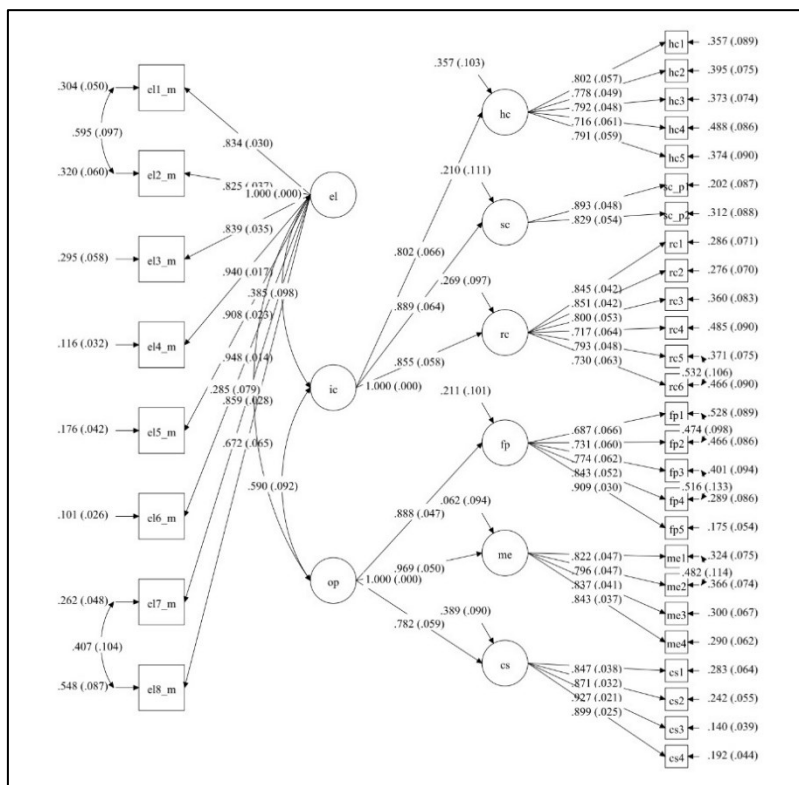 .304 (.050)
el1_m
.595 (.097)
.320 (.060)
el2_m
.295 (.058)
el3_m
.116 (.032)
el4_m
.176 (.042)
el5_m
.101 (.026)
el6_m
.262 (.048)
el7_m
.407 (.104)
.548 (.087)
el8_m
.834 (.030)
.825 (.037)
1.000 (.000)
el
.839 (.035)
.940 (.017)
.385 (.098)
.908 (.023)
.948 (.014)
.285 (.079)
.859 (.028)
.672 (.065)
ic
1.000 (.000)
.590 (.092)
op
1.000 (.000)
.802 (.066)
.889 (.064)
.855 (.058)
.888 (.047)
.969 (.050)
.782 (.059)
.357 (.103)
hc
.210 (.111)
sc
.269 (.097)
rc
.211 (.101)
fp
.062 (.094)
me
.389 (.090)
cs
.802 (.057)
.778 (.049)
.792 (.048)
.716 (.061)
.791 (.059)
.893 (.048)
.829 (.054)
.845 (.042)
.851 (.042)
.800 (.053)
.717 (.064)
.793 (.048)
.730 (.063)
.687 (.066)
.731 (.060)
.774 (.062)
.843 (.052)
.909 (.030)
.822 (.047)
.796 (.047)
.837 (.041)
.843 (.037)
.847 (.038)
.871 (.032)
.927 (.021)
.899 (.025)
hc1 .357 (.089)
hc2 .395 (.075)
hc3 .373 (.074)
hc4 .488 (.086)
hc5 .374 (.090)
sc_p1 .202 (.087)
sc_p2 .312 (.088)
rc1 .286 (.071)
rc2 .276 (.070)
rc3 .360 (.083)
rc4 .485 (.090)
rc5 .371 (.075)
.532 (.106)
rc6 .466 (.090)
fp1 .528 (.089)
.474 (.098)
fp2 .466 (.086)
fp3 .401 (.094)
.516 (.133)
fp4 .289 (.086)
fp5 .175 (.054)
me1 .324 (.075)
.482 (.114)
me2 .366 (.074)
me3 .300 (.067)
me4 .290 (.062)
cs1 .283 (.064)
cs2 .242 (.055)
cs3 .140 (.039)
cs4 .192 (.044)